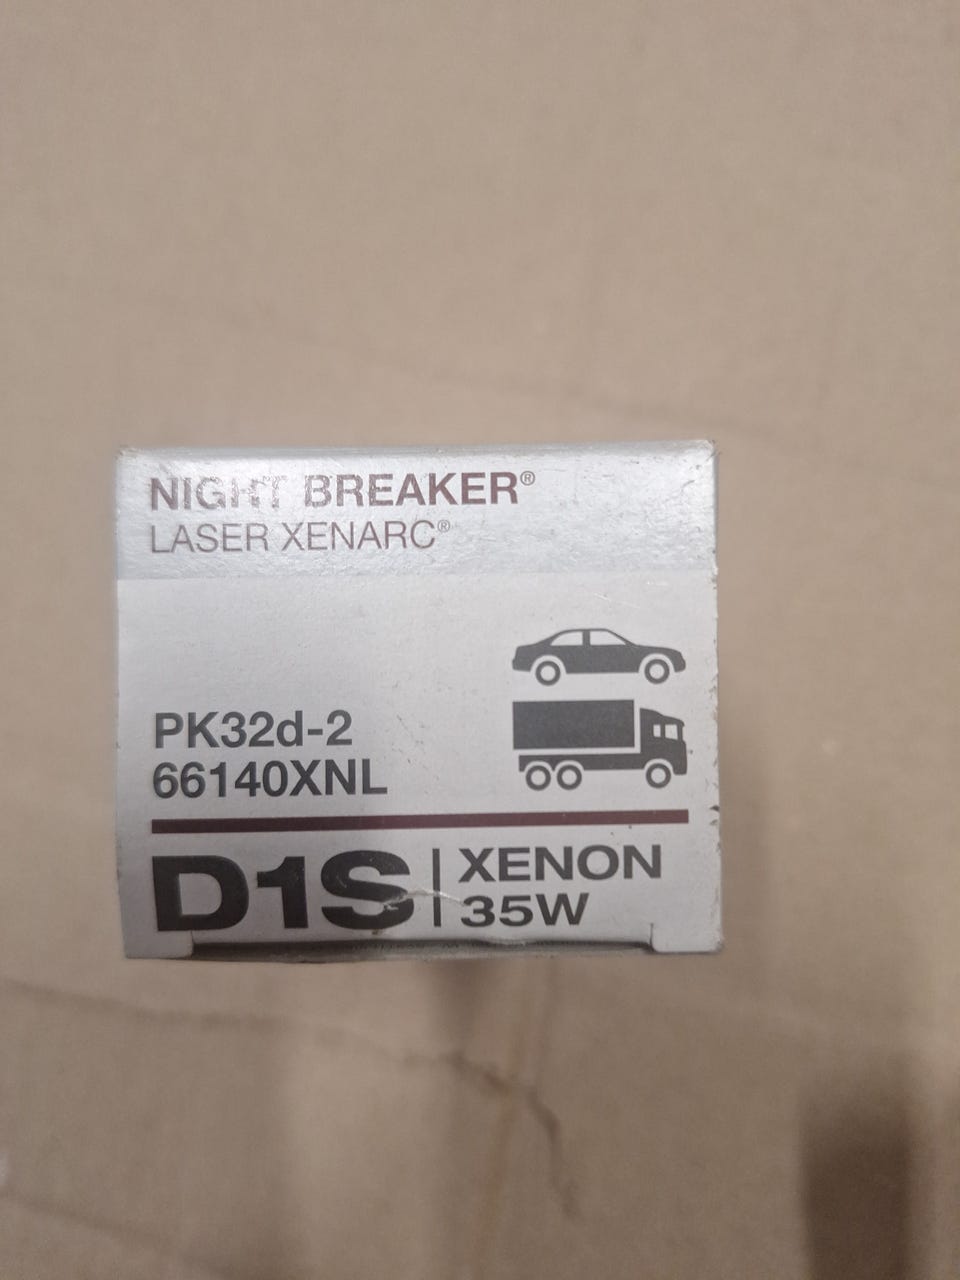 NIGHT BREAKER®
LASER XENARC®
PK32d-2
66140XNL
D1S | XENON
35W